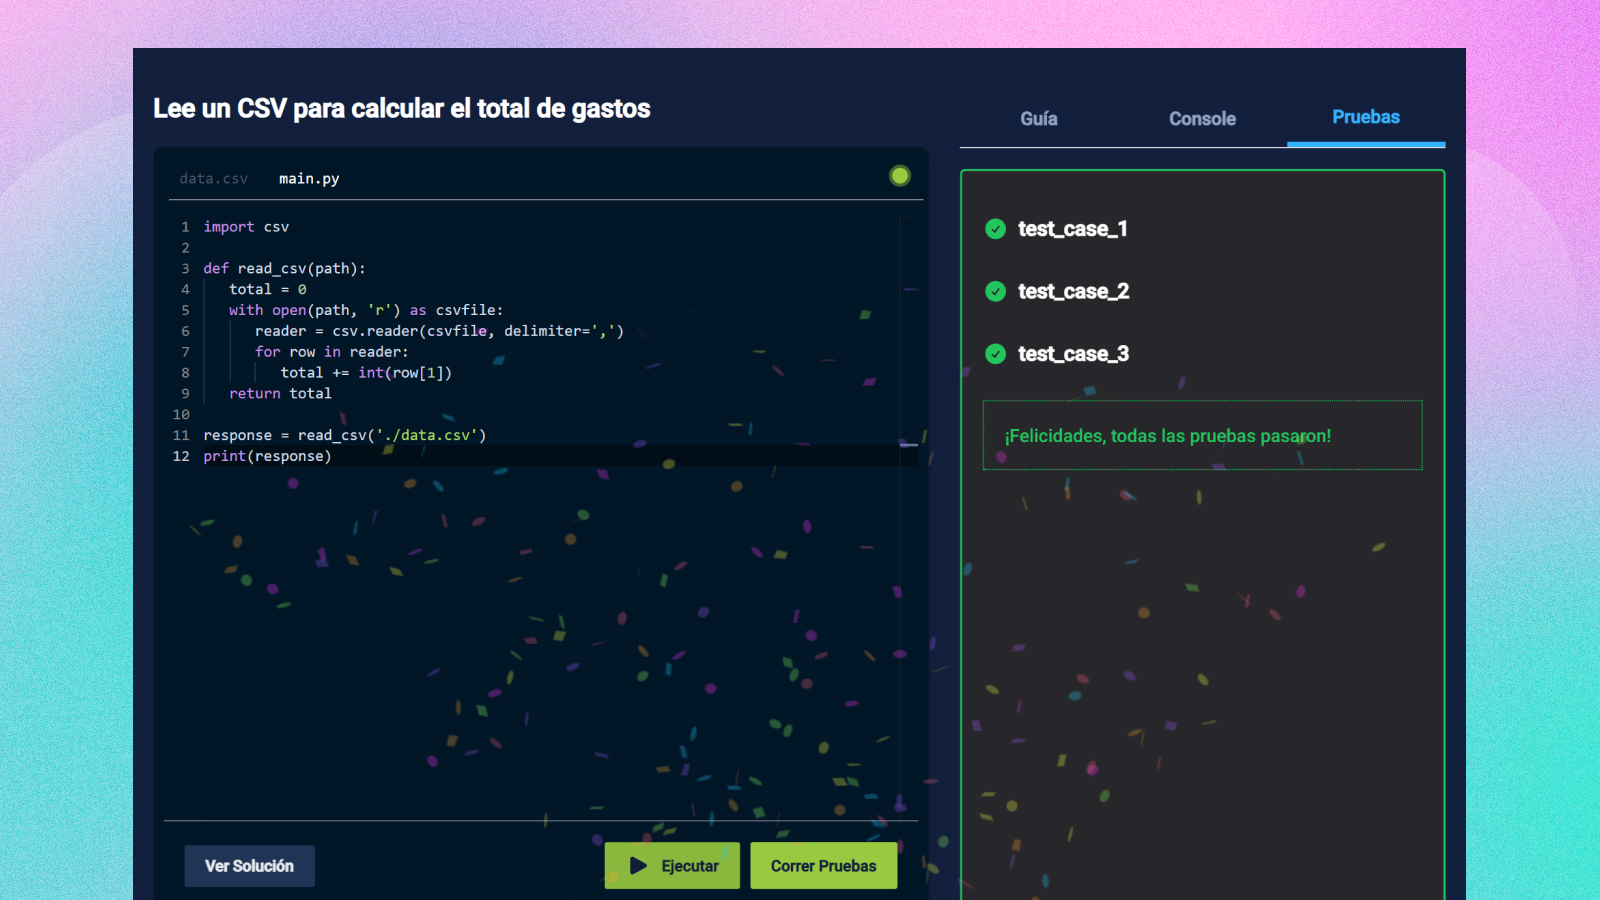 Lee un CSV para calcular el total de gastos
data.csv main.py
1 import csv
2
3 def read_csv(path):
4 total = 0
5 with open(path, 'r') as csvfile:
6 reader = csv.reader(csvfile, delimiter=',')
7 for row in reader:
8 total += int(row[1])
9 return total
10
11 response = read_csv('./data.csv')
12 print(response)
Ver Solución
Ejecutar
Correr Pruebas
Guía Console Pruebas
test_case_1
test_case_2
test_case_3
¡Felicidades, todas las pruebas pasaron!